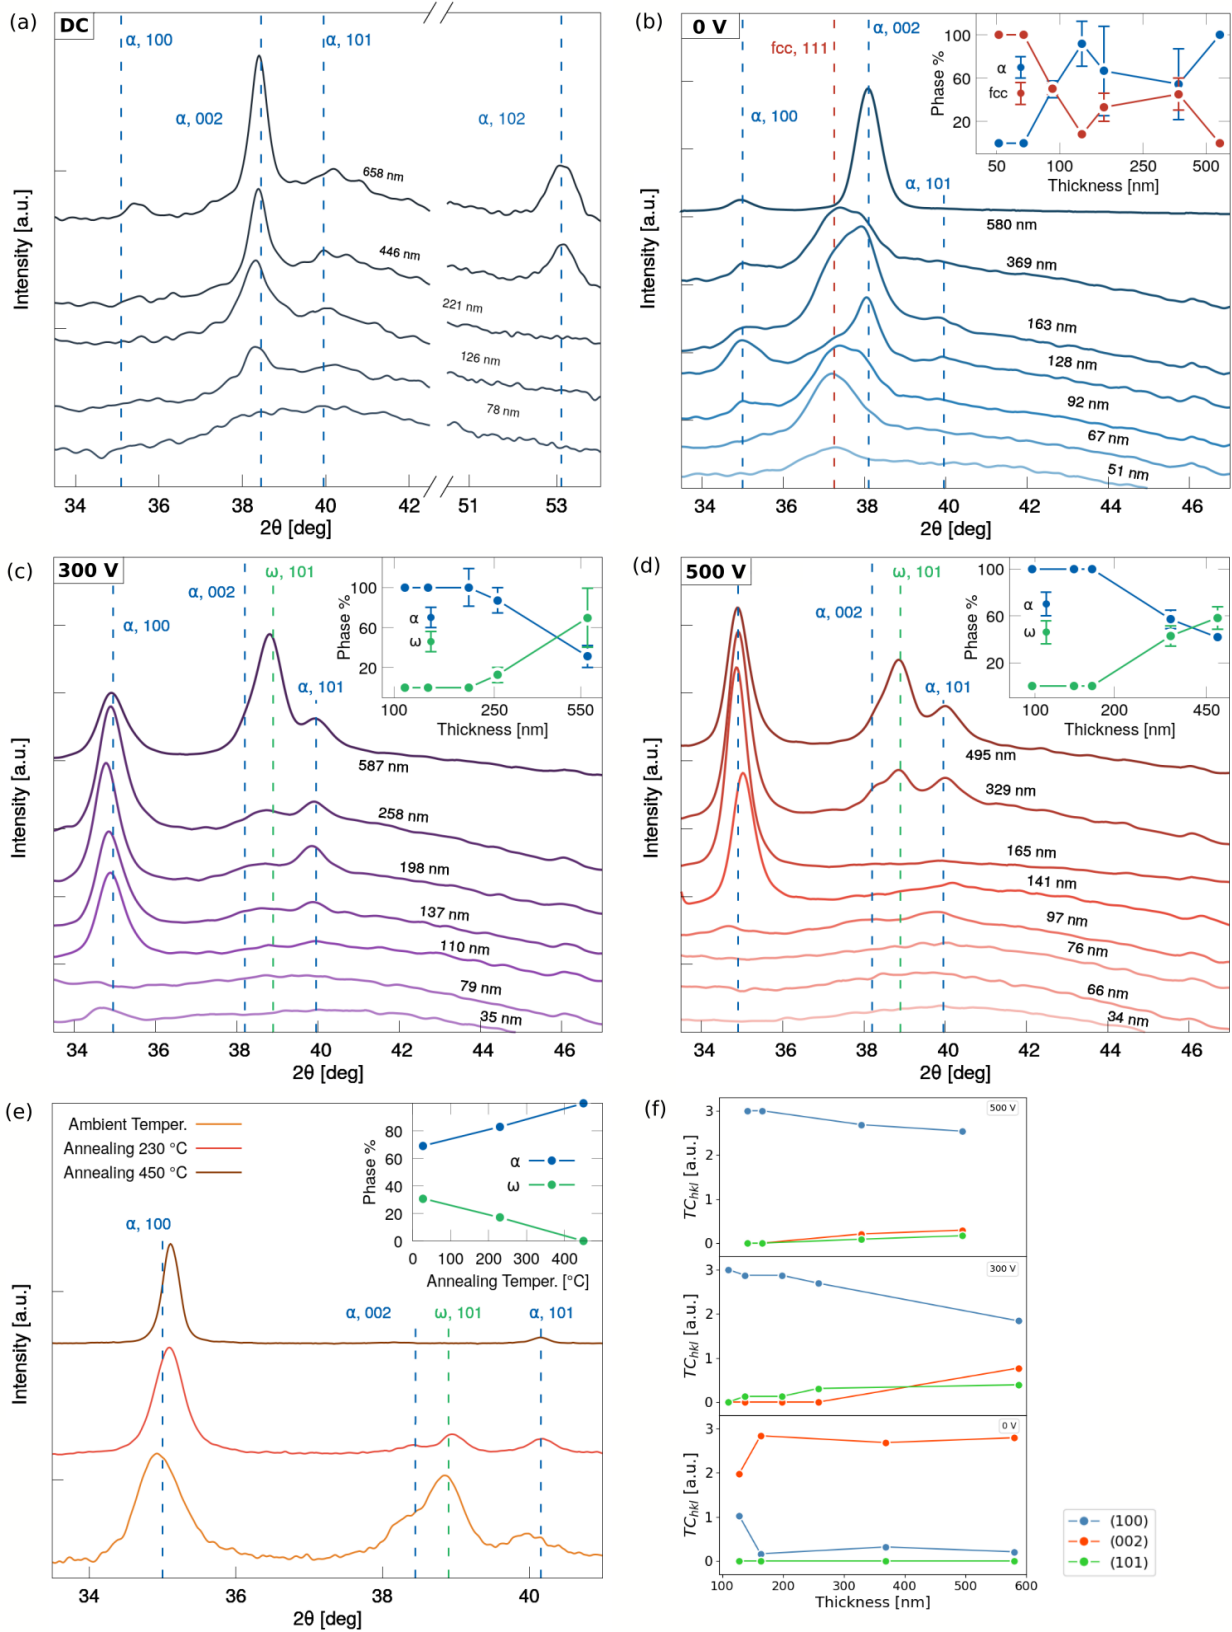 (a)
DC
α, 100
α, 101
α, 002
α, 102
658 nm
446 nm
221 nm
126 nm
78 nm
Intensity [a.u.]
34 36 38 40 42 51 53
2θ [deg]
(b)
0 V
α, 002
fcc, 111
α, 100
α, 101
580 nm
369 nm
163 nm
128 nm
92 nm
67 nm
51 nm
Intensity [a.u.]
34 36 38 40 42 44 46
2θ [deg]
Phase %
100
60
20
α
fcc
50 100 250 500
Thickness [nm]
(c)
300 V
α, 002
ω, 101
α, 100
α, 101
587 nm
258 nm
198 nm
137 nm
110 nm
79 nm
35 nm
Intensity [a.u.]
34 36 38 40 42 44 46
2θ [deg]
Phase %
100
60
20
α
ω
100 250 550
Thickness [nm]
(d)
500 V
ω, 101
α, 002
α, 101
495 nm
329 nm
165 nm
141 nm
97 nm
76 nm
66 nm
34 nm
Intensity [a.u.]
34 36 38 40 42 44 46
2θ [deg]
Phase %
100
60
20
α
ω
100 200 450
Thickness [nm]
(e)
Ambient Temper.
Annealing 230 °C
Annealing 450 °C
α, 100
α, 002
ω, 101
α, 101
Intensity [a.u.]
34 36 38 40
2θ [deg]
Phase %
80
60
40
20
0
α
ω
0 100 200 300 400
Annealing Temper. [°C]
(f)
500 V
TChkl [a.u.]
3
2
1
0
300 V
TChkl [a.u.]
3
2
1
0
0 V
TChkl [a.u.]
3
2
1
0
100 200 300 400 500 600
Thickness [nm]
(100)
(002)
(101)